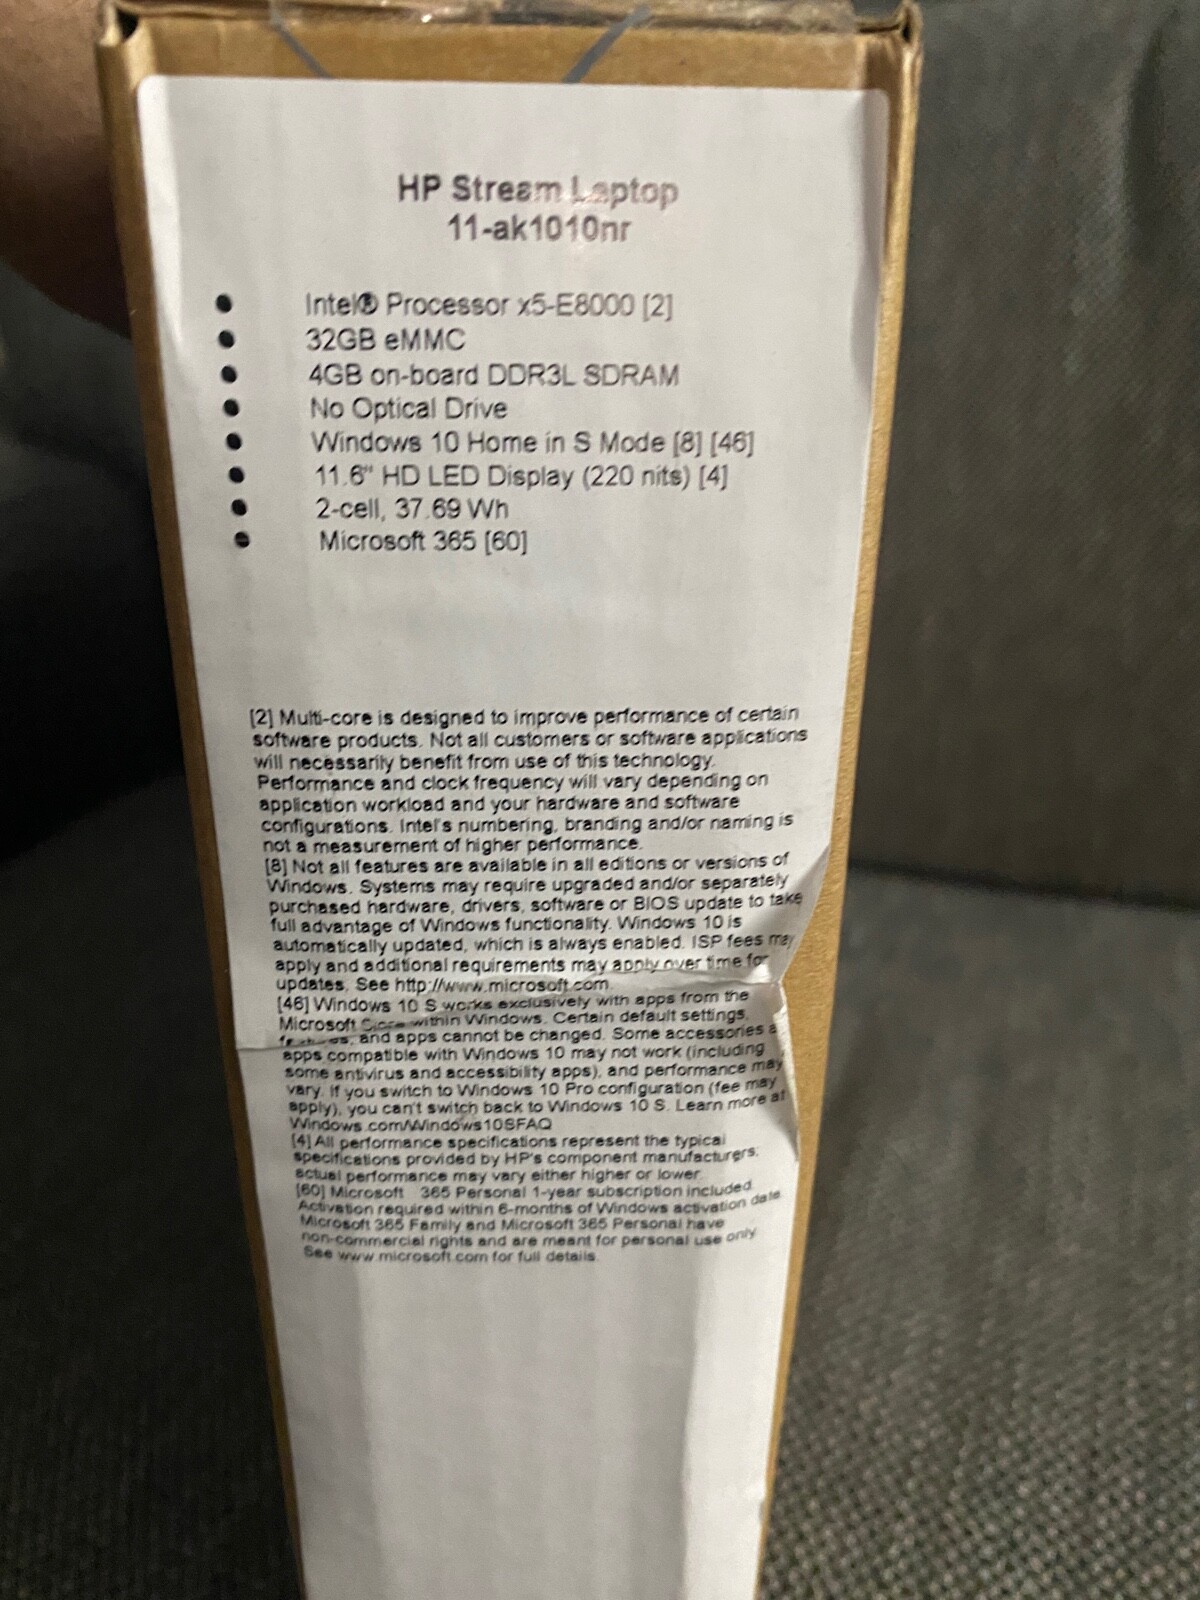 HP Stream Laptop
11-ak1010nr
• Intel® Processor x5-E8000 [2]
• 32GB eMMC
• 4GB on-board DDR3L SDRAM
• No Optical Drive
• Windows 10 Home in S Mode [8] [46]
• 11.6" HD LED Display (220 nits) [4]
• 2-cell, 37.69 Wh
• Microsoft 365 [60]
[2] Multi-core is designed to improve performance of certain
software products. Not all customers or software applications
will necessarily benefit from use of this technology.
Performance and clock frequency will vary depending on
application workload and your hardware and software
configurations. Intel's numbering, branding and/or naming is
not a measurement of higher performance.
[8] Not all features are available in all editions or versions of
Windows. Systems may require upgraded and/or separately
purchased hardware, drivers, software or BIOS update to take
full advantage of Windows functionality. Windows 10 is
automatically updated, which is always enabled. ISP fees may
apply and additional requirements may apply over time for
updates. See http://www.microsoft.com.
[46] Windows 10 S works exclusively with apps from the
Microsoft within Windows. Certain default settings,
and apps cannot be changed. Some accessories a
apps compatible with Windows 10 may not work (including
some antivirus and accessibility apps), and performance may
vary. If you switch to Windows 10 Pro configuration (fee may
apply), you can't switch back to Windows 10 S. Learn more at
Windows.com/Windows10SFAQ
[4] All performance specifications represent the typical
specifications provided by HP's component manufacturers;
actual performance may vary either higher or lower.
[60] Microsoft 365 Personal 1-year subscription included.
Activation required within 6-months of Windows activation date.
Microsoft 365 Family and Microsoft 365 Personal have
non-commercial rights and are meant for personal use only.
See www.microsoft.com for full details.